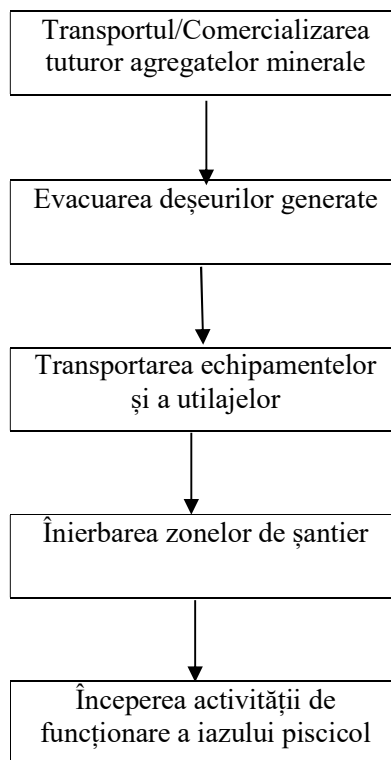 Transportul/Comercializarea
tuturor agregatelor minerale
Evacuarea deșeurilor generate
Transportarea echipamentelor
și a utilajelor
Înierbarea zonelor de șantier
Începerea activității de
funcționare a iazului piscicol